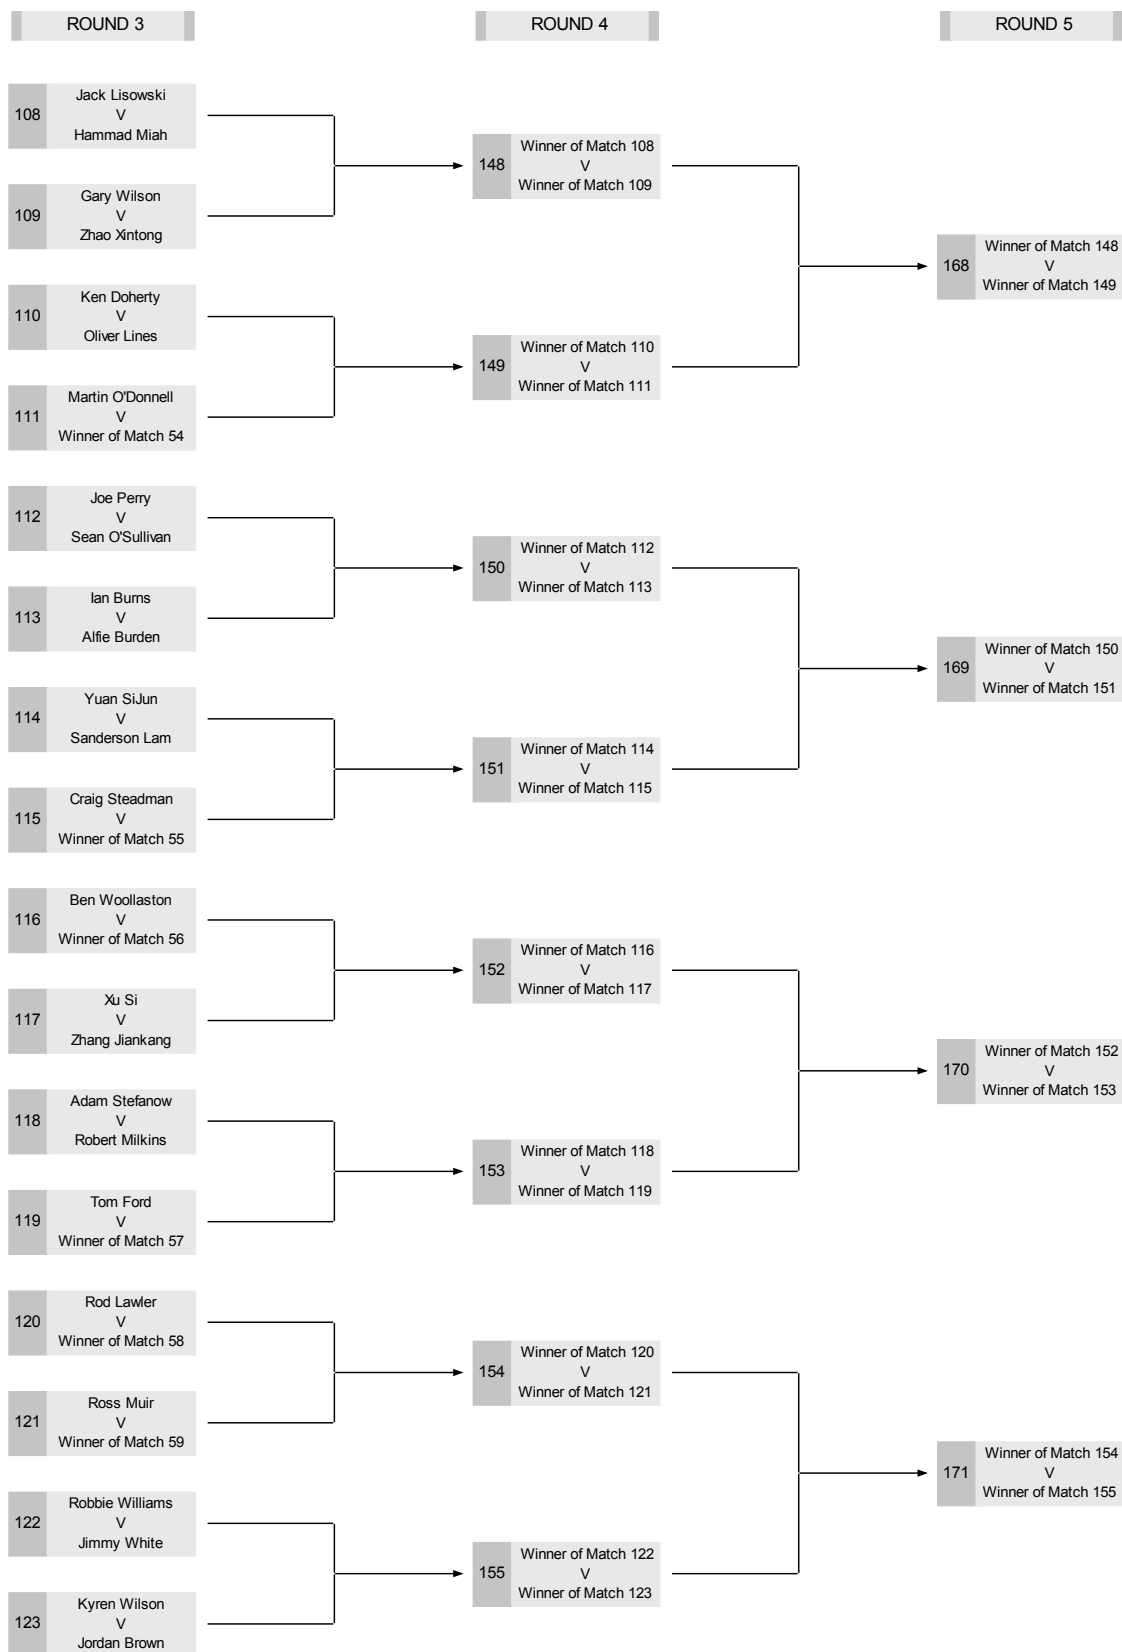 ROUND 3
ROUND 4
ROUND 5
108
Jack Lisowski
V
Hammad Miah
109
Gary Wilson
V
Zhao Xintong
110
Ken Doherty
V
Oliver Lines
111
Martin O'Donnell
V
Winner of Match 54
112
Joe Perry
V
Sean O'Sullivan
113
Ian Burns
V
Alfie Burden
114
Yuan SiJun
V
Sanderson Lam
115
Craig Steadman
V
Winner of Match 55
116
Ben Woollaston
V
Winner of Match 56
117
Xu Si
V
Zhang Jiankang
118
Adam Stefanow
V
Robert Milkins
119
Tom Ford
V
Winner of Match 57
120
Rod Lawler
V
Winner of Match 58
121
Ross Muir
V
Winner of Match 59
122
Robbie Williams
V
Jimmy White
123
Kyren Wilson
V
Jordan Brown
148
Winner of Match 108
V
Winner of Match 109
149
Winner of Match 110
V
Winner of Match 111
150
Winner of Match 112
V
Winner of Match 113
151
Winner of Match 114
V
Winner of Match 115
152
Winner of Match 116
V
Winner of Match 117
153
Winner of Match 118
V
Winner of Match 119
154
Winner of Match 120
V
Winner of Match 121
155
Winner of Match 122
V
Winner of Match 123
168
Winner of Match 148
V
Winner of Match 149
169
Winner of Match 150
V
Winner of Match 151
170
Winner of Match 152
V
Winner of Match 153
171
Winner of Match 154
V
Winner of Match 155